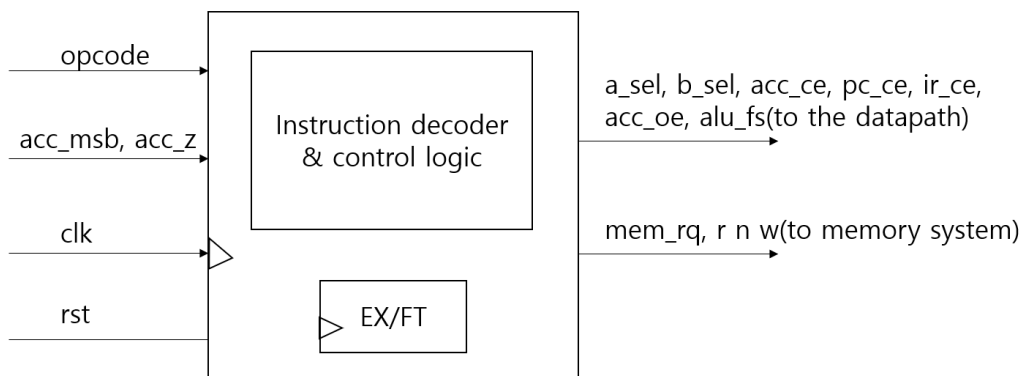 opcode
acc_msb, acc_z
clk
rst
Instruction decoder
& control logic
EX/FT
a_sel, b_sel, acc_ce, pc_ce, ir_ce,
acc_oe, alu_fs(to the datapath)
mem_rq, r n w(to memory system)